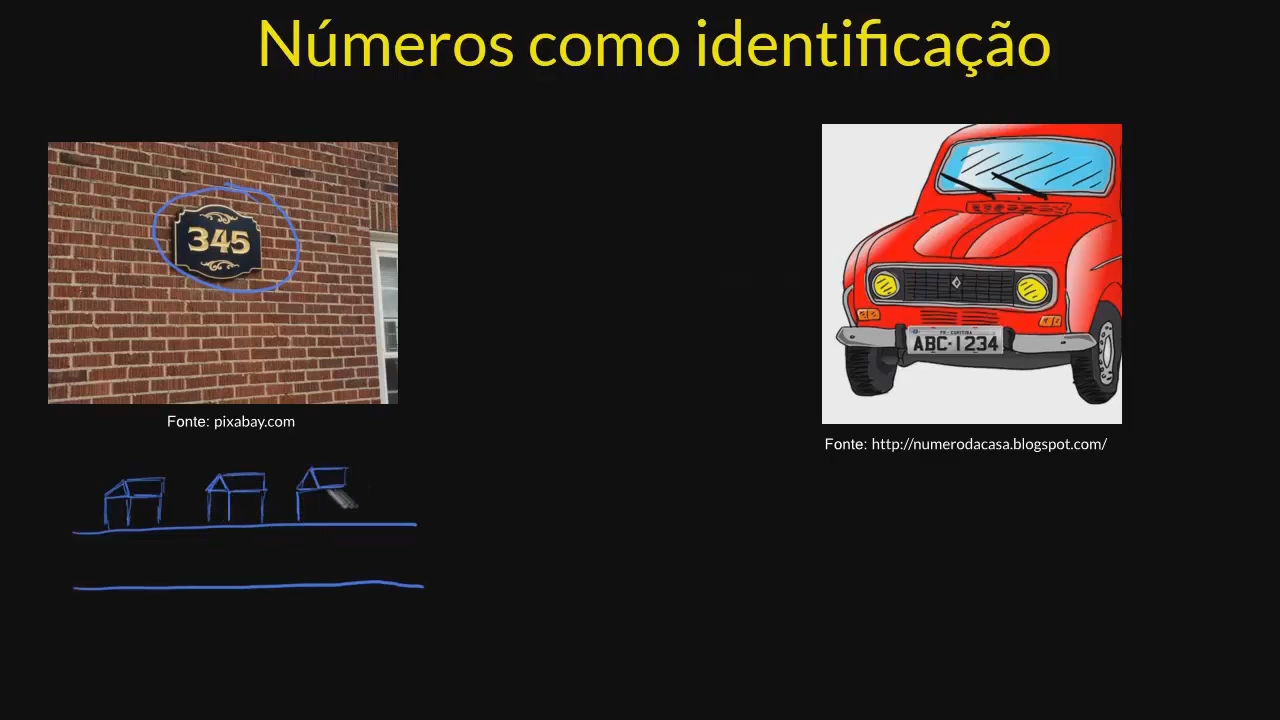 Números como identificação
345
Fonte: pixabay.com
ABC-1234
Fonte: http://numerodacasa.blogspot.com/